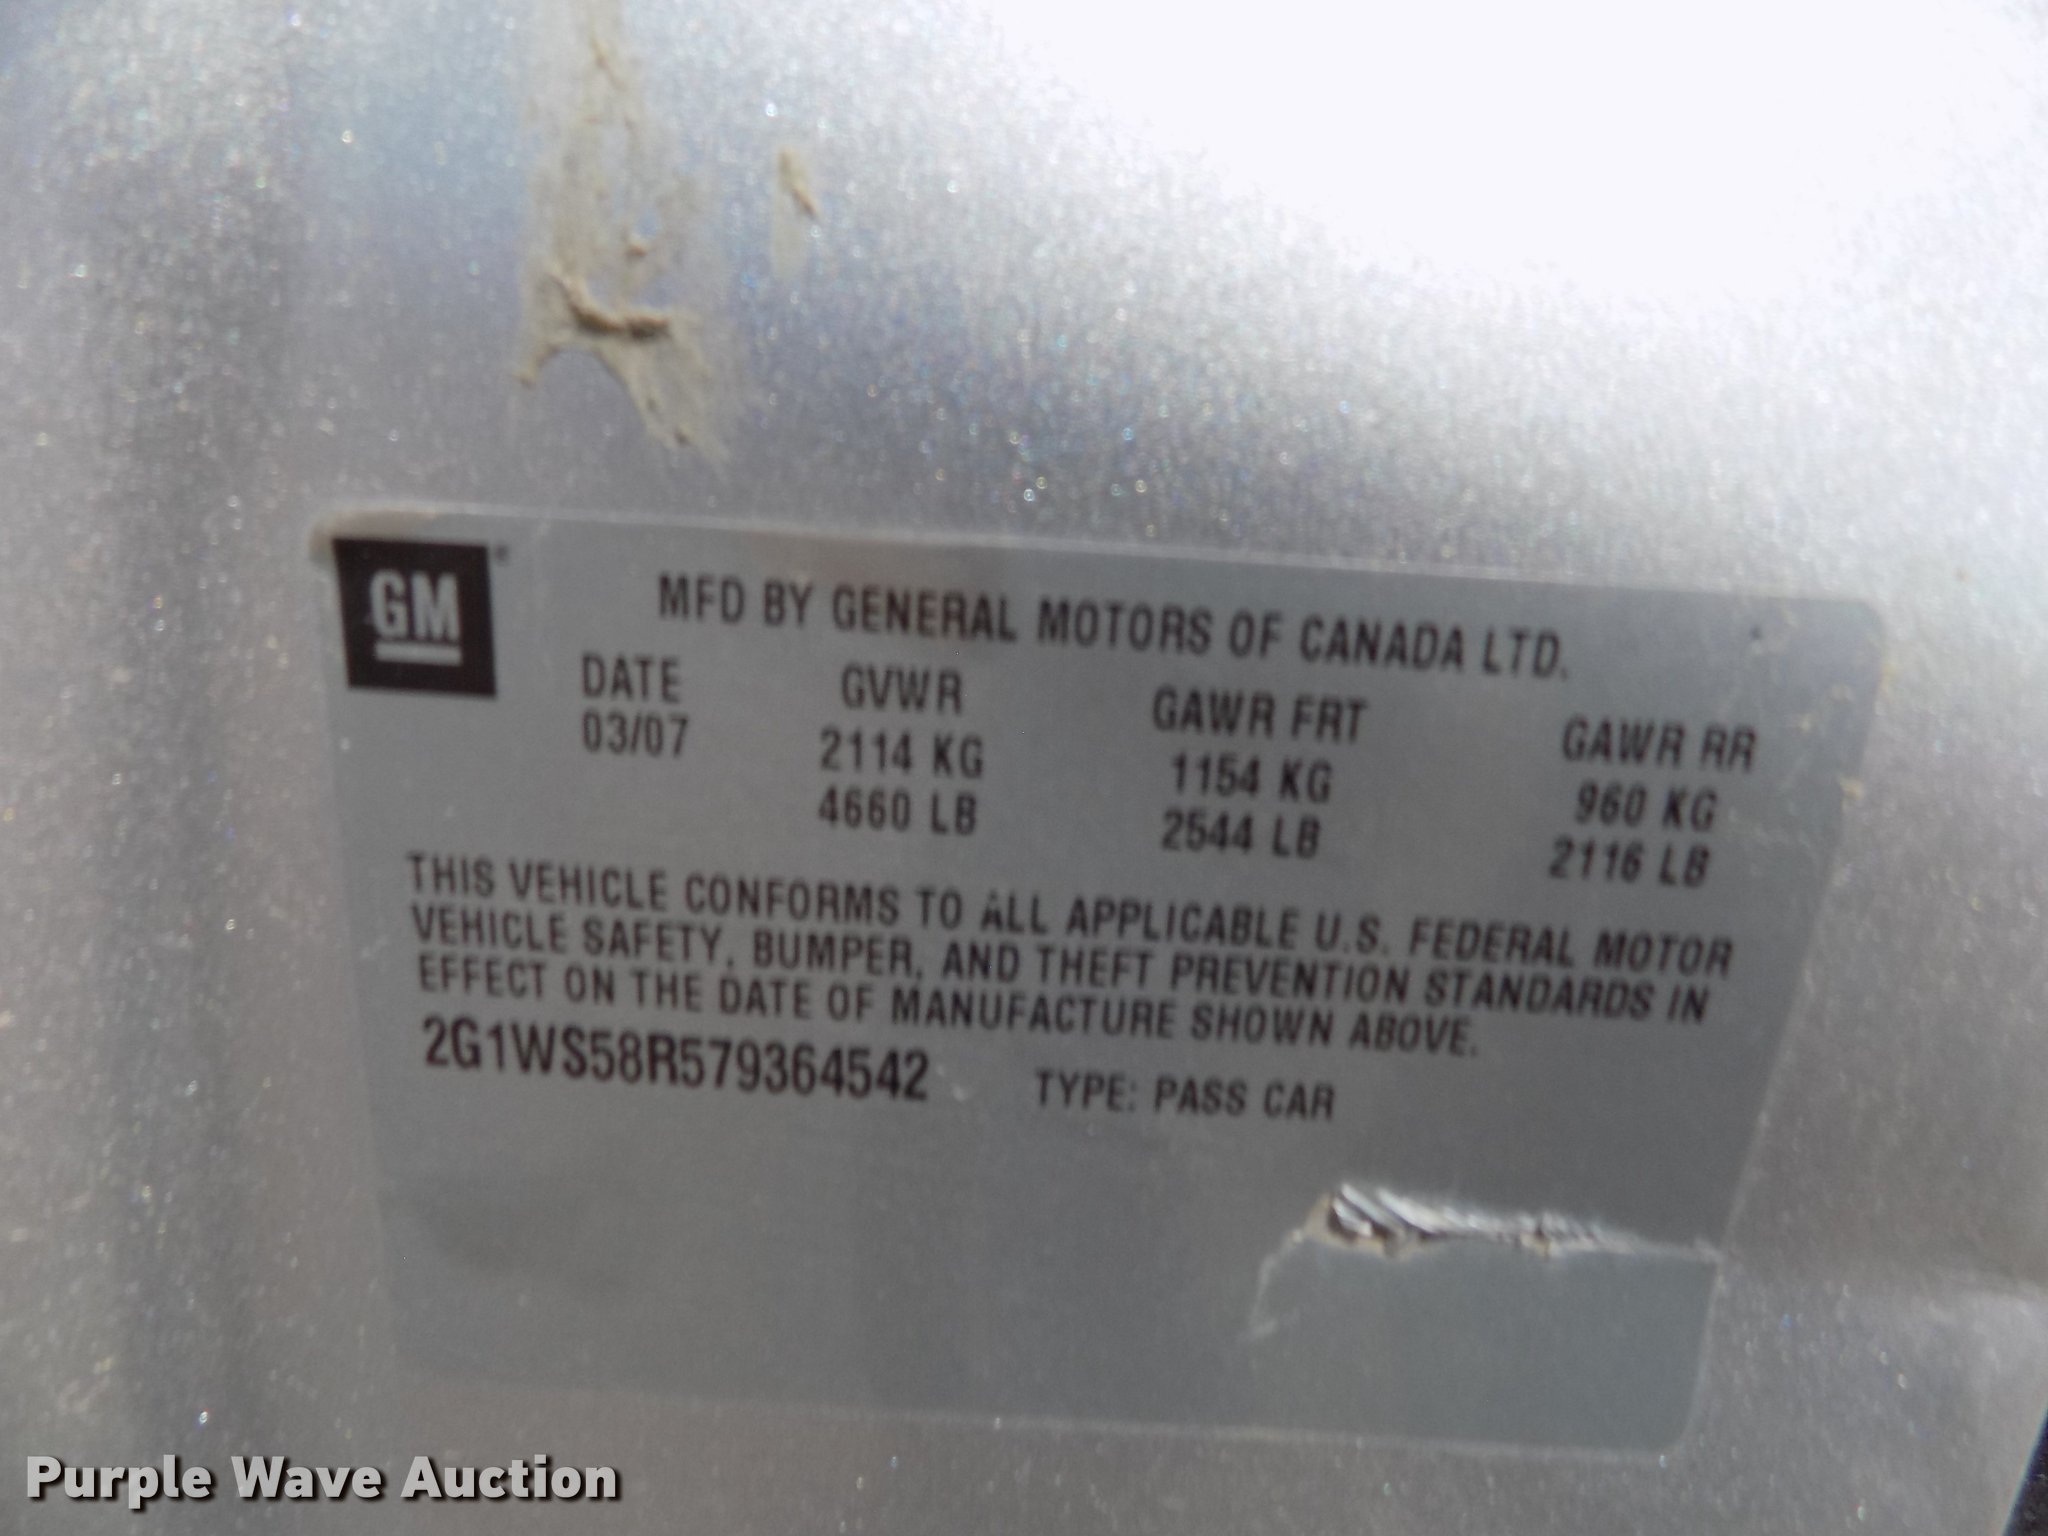 GM
MFD BY GENERAL MOTORS OF CANADA LTD.
DATE GVWR GAWR FRT GAWR RR
03/07 2114 KG 1154 KG 960 KG
4660 LB 2544 LB 2116 LB
THIS VEHICLE CONFORMS TO ALL APPLICABLE U.S. FEDERAL MOTOR
VEHICLE SAFETY, BUMPER, AND THEFT PREVENTION STANDARDS IN
EFFECT ON THE DATE OF MANUFACTURE SHOWN ABOVE.
2G1WS58R579364542 TYPE: PASS CAR
Purple Wave Auction